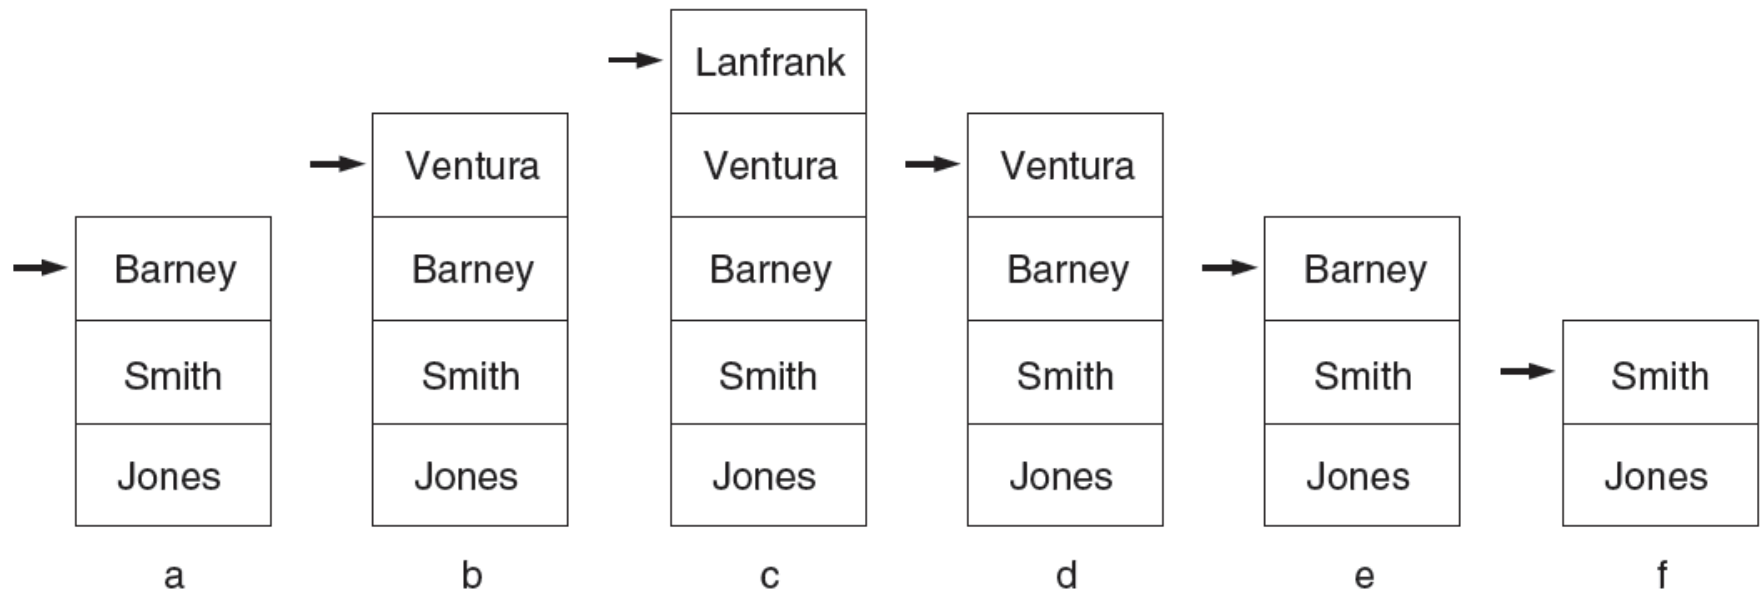 Lanfrank
Ventura Ventura Ventura
Barney Barney Barney Barney Barney
Smith Smith Smith Smith Smith Smith
Jones Jones Jones Jones Jones Jones
a b c d e f